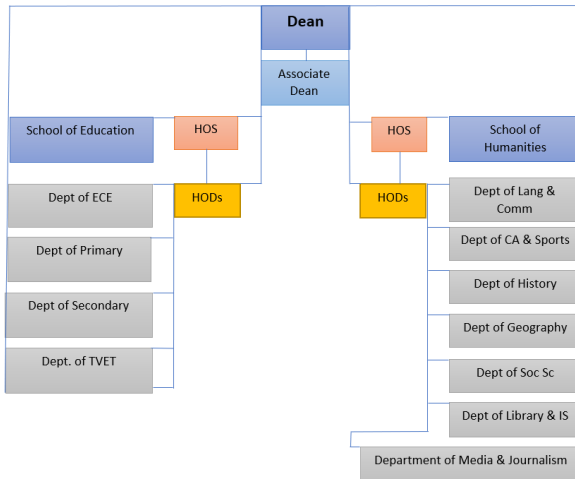 Dean
Associate
Dean
School of Education
HOS
HOS
School of
Humanities
Dept of ECE
HODs
HODs
Dept of Lang &
Comm
Dept of Primary
Dept of CA & Sports
Dept of Secondary
Dept of History
Dept. of TVET
Dept of Geography
Dept of Soc Sc
Dept of Library & IS
Department of Media & Journalism